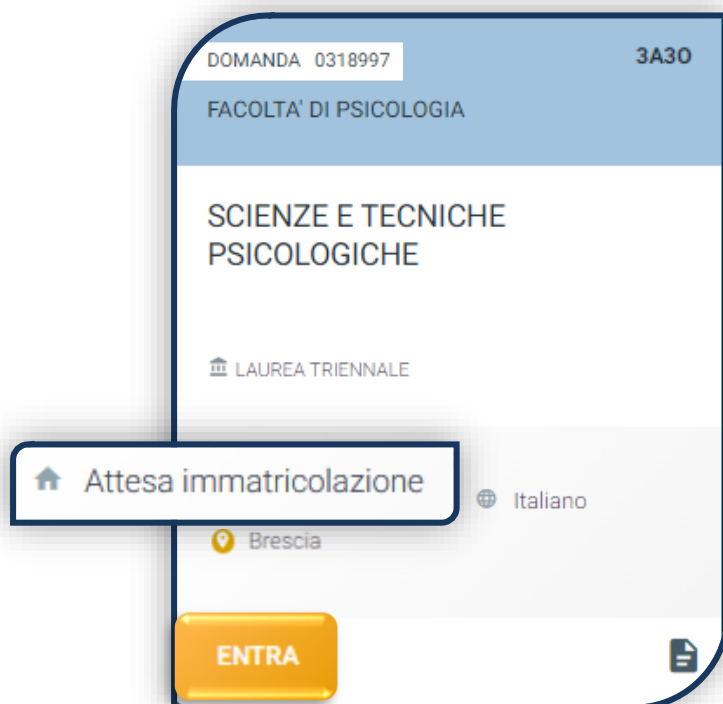 DOMANDA 0318997 3A3O
FACOLTA' DI PSICOLOGIA
SCIENZE E TECNICHE
PSICOLOGICHE
LAUREA TRIENNALE
Attesa immatricolazione
Italiano
Brescia
ENTRA